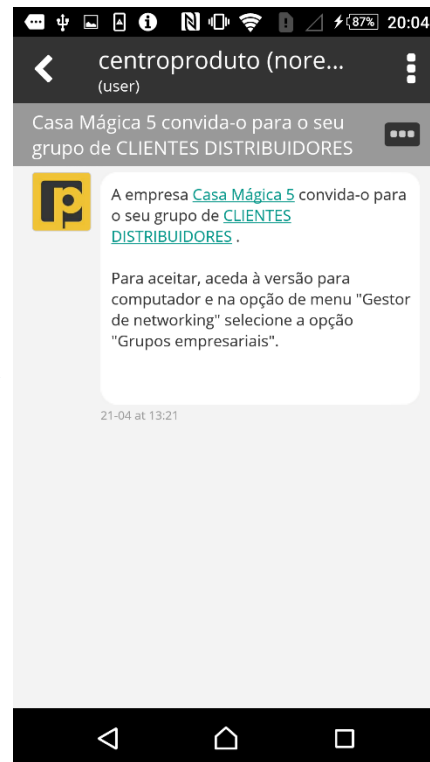 87% 20:04
centroproduto (nore...
(user)
Casa Mágica 5 convida-o para o seu
grupo de CLIENTES DISTRIBUIDORES
A empresa Casa Mágica 5 convida-o para
o seu grupo de CLIENTES
DISTRIBUIDORES .
Para aceitar, aceda à versão para
computador e na opção de menu "Gestor
de networking" selecione a opção
"Grupos empresariais".
21-04 at 13:21